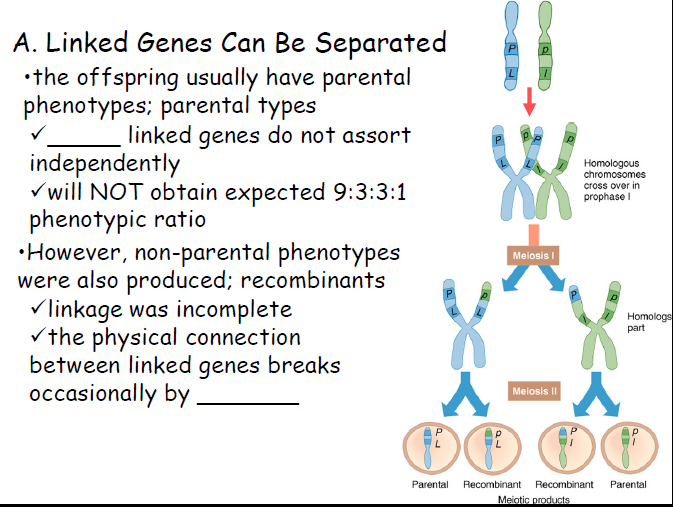 A. Linked Genes Can Be Separated
•the offspring usually have parental
phenotypes; parental types
✓_____ linked genes do not assort
independently
✓will NOT obtain expected 9:3:3:1
phenotypic ratio
•However, non-parental phenotypes
were also produced; recombinants
✓linkage was incomplete
✓the physical connection
between linked genes breaks
occasionally by _______
P p
L l
P p P p
L L l l
Homologous
chromosomes
cross over in
prophase I
Meiosis I
P p P p
L L l l
Homologs
part
Meiosis II
P p P p
L L l l
Parental Recombinant Recombinant Parental
Meiotic products